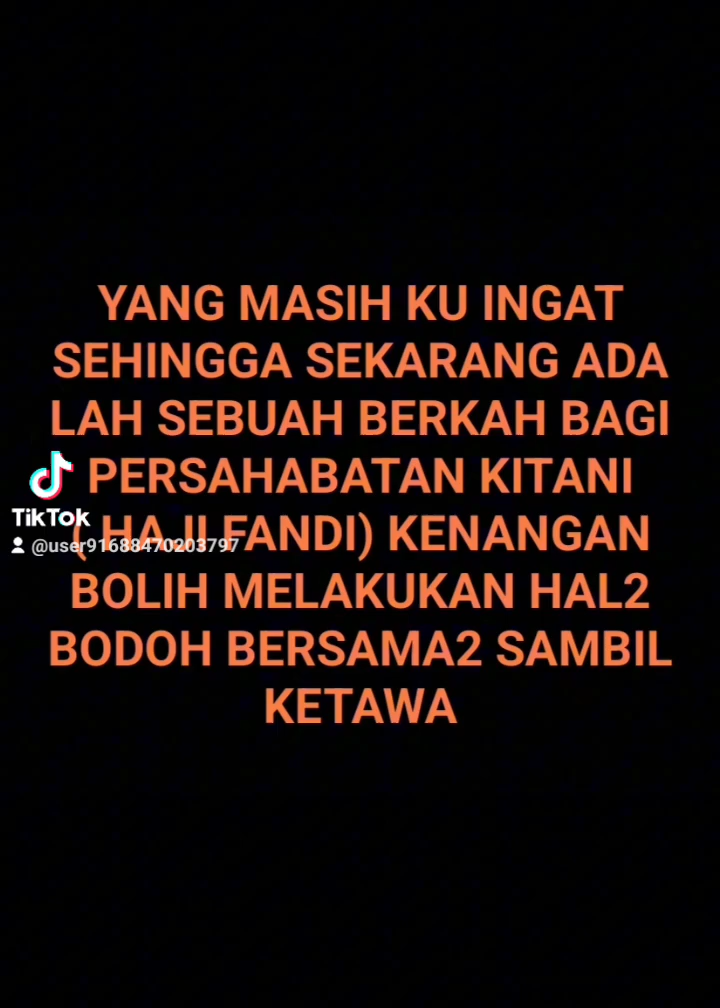 YANG MASIH KU INGAT
SEHINGGA SEKARANG ADA
LAH SEBUAH BERKAH BAGI
PERSAHABATAN KITANI
( HAJI FANDI) KENANGAN
BOLIH MELAKUKAN HAL2
BODOH BERSAMA2 SAMBIL
KETAWA
TikTok
@user91688470203797